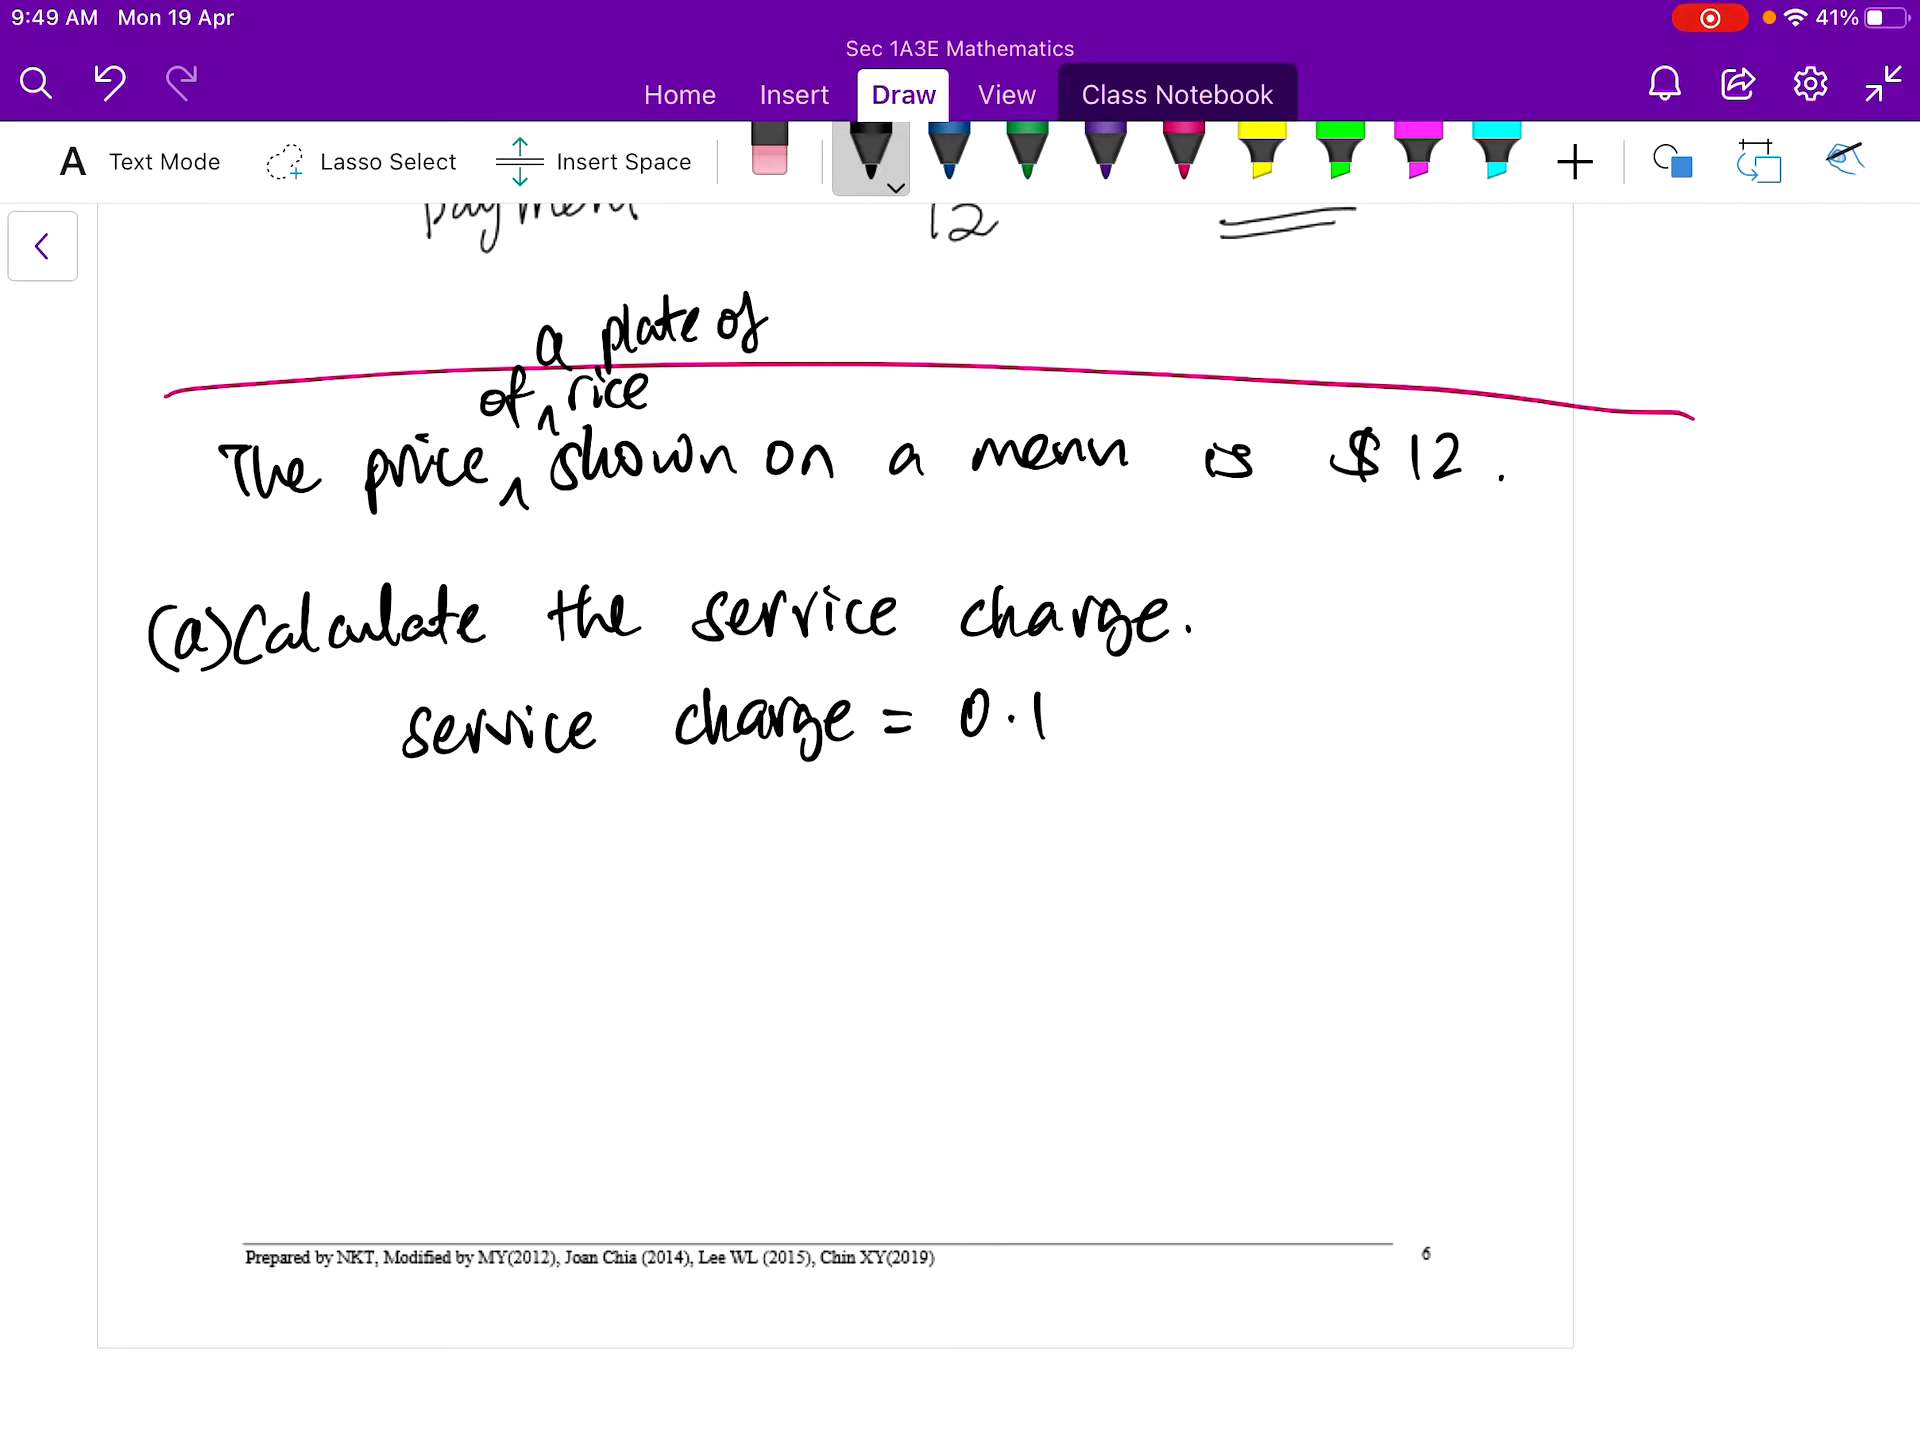 9:49 AM Mon 19 Apr
41%
Sec 1A3E Mathematics
Home Insert Draw View Class Notebook
A Text Mode Lasso Select Insert Space
payment 12
a plate of
of rice
The price shown on a menu is $12.
(a) Calculate the service charge.
service charge = 0.1
Prepared by NKT, Modified by MY(2012), Joan Chia (2014), Lee WL (2015), Chin XY(2019) 6